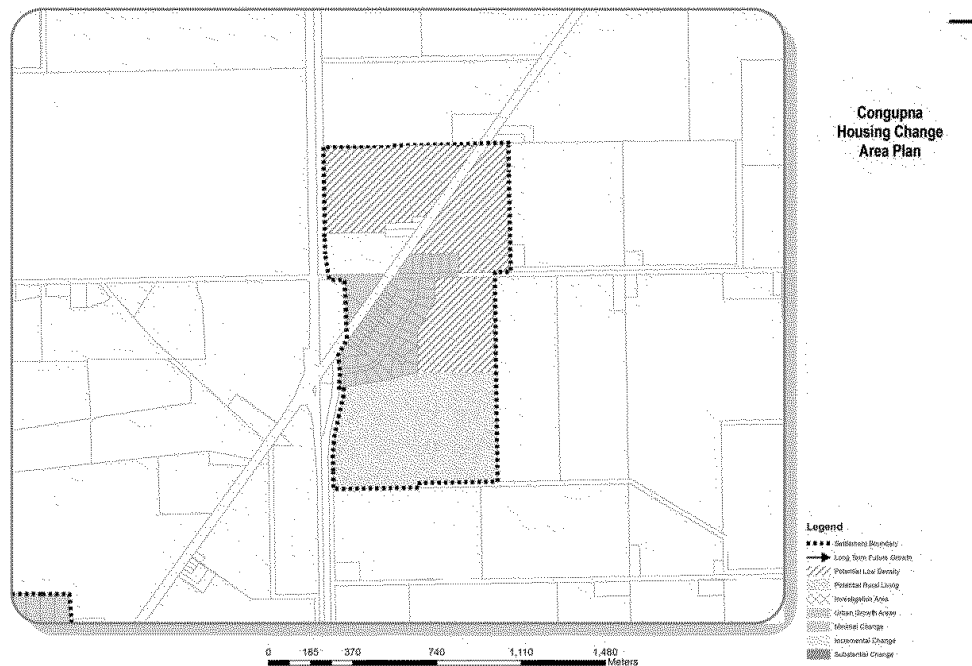 Congupna
Housing Change
Area Plan
Legend
Settlement Boundary
Long Term Future Growth
Potential Low Density
Potential Rural Living
Investigation Area
Urban Growth Areas
Minimal Change
Incremental Change
Substantial Change
0 185 370 740 1,110 1,480
Meters